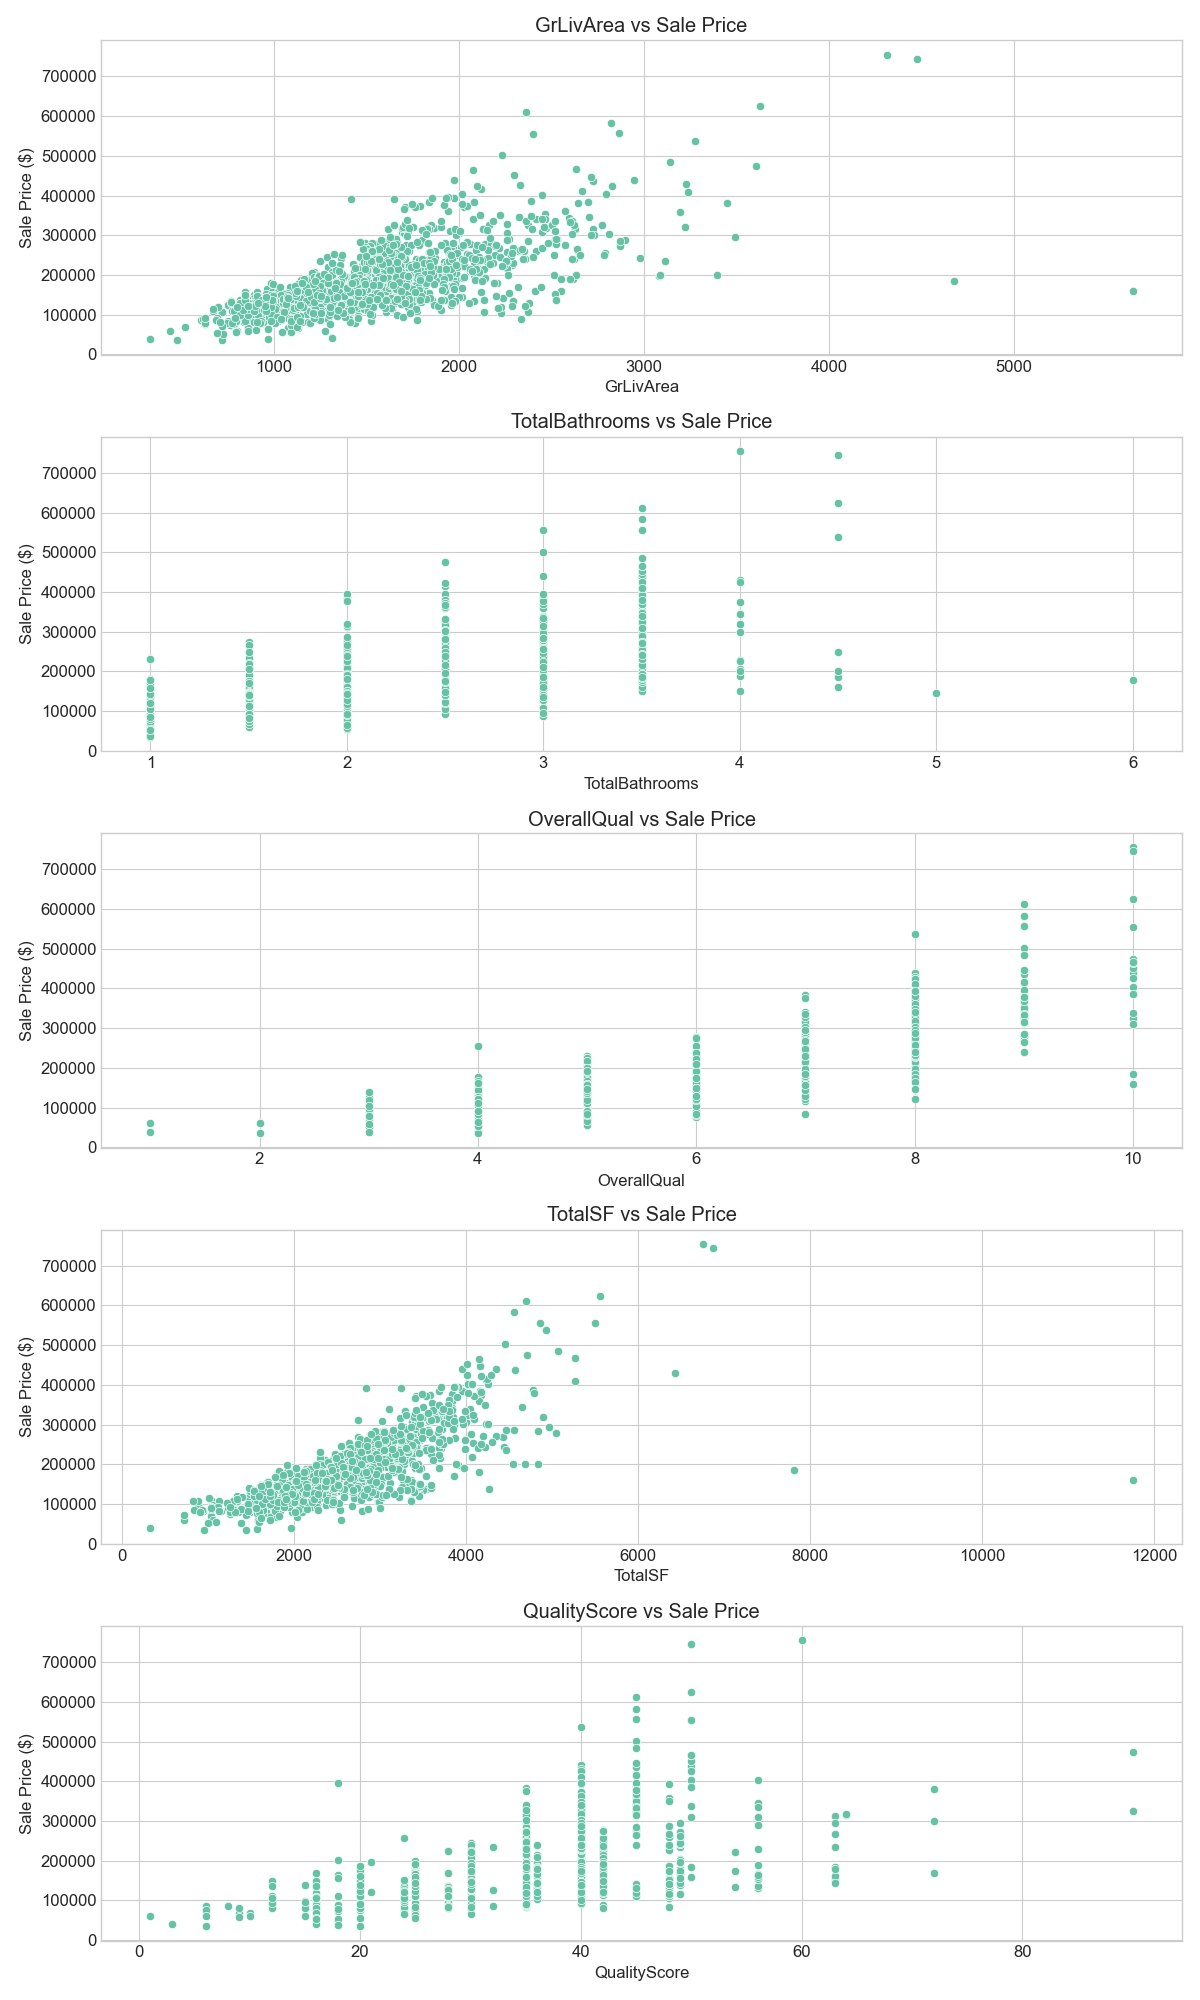 GrLivArea vs Sale Price
700000
600000
500000
400000
300000
200000
100000
0
Sale Price ($)
1000 2000 3000 4000 5000
GrLivArea
TotalBathrooms vs Sale Price
700000
600000
500000
400000
300000
200000
100000
0
Sale Price ($)
1 2 3 4 5 6
TotalBathrooms
OverallQual vs Sale Price
700000
600000
500000
400000
300000
200000
100000
0
Sale Price ($)
2 4 6 8 10
OverallQual
TotalSF vs Sale Price
700000
600000
500000
400000
300000
200000
100000
0
Sale Price ($)
0 2000 4000 6000 8000 10000 12000
TotalSF
QualityScore vs Sale Price
700000
600000
500000
400000
300000
200000
100000
0
Sale Price ($)
0 20 40 60 80
QualityScore